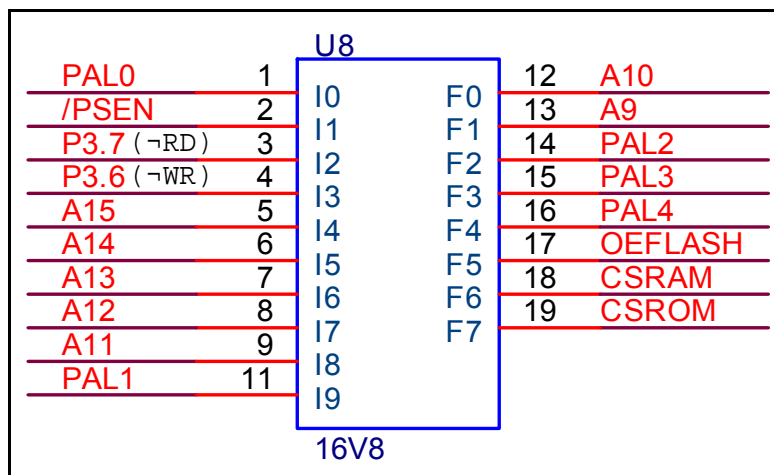 U8
PAL0 1 I0 F0 12 A10
/PSEN 2 I1 F1 13 A9
P3.7(¬RD) 3 I2 F2 14 PAL2
P3.6(¬WR) 4 I3 F3 15 PAL3
A15 5 I4 F4 16 PAL4
A14 6 I5 F5 17 OEFLASH
A13 7 I6 F6 18 CSRAM
A12 8 I7 F7 19 CSROM
A11 9 I8
PAL1 11 I9
16V8